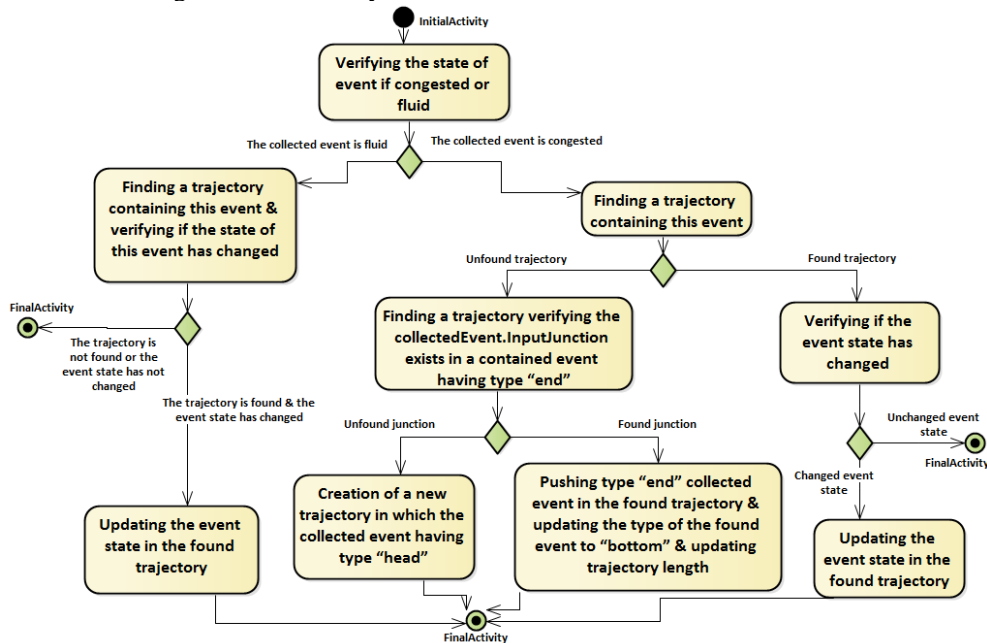 InitialActivity
Verifying the state of
event if congested or
fluid
The collected event is fluid
The collected event is congested
Finding a trajectory
containing this event &
verifying if the state of
this event has changed
Finding a trajectory
containing this event
Unfound trajectory
Found trajectory
FinalActivity
The trajectory is
not found or the
event state has not
changed
Finding a trajectory verifying the
collectedEvent.InputJunction
exists in a contained event
having type “end”
Verifying if the
event state has
changed
The trajectory is found & the
event state has changed
Unfound junction
Found junction
Unchanged event
state
FinalActivity
Changed event
state
Updating the event
state in the found
trajectory
Creation of a new
trajectory in which the
collected event having
type “head”
Pushing type “end” collected
event in the found trajectory &
updating the type of the found
event to “bottom” & updating
trajectory length
Updating the
event state in the
found trajectory
FinalActivity